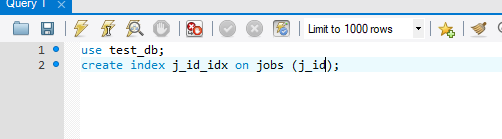 Query 1
Limit to 1000 rows
1 use test_db;
2 create index j_id_idx on jobs (j_id);